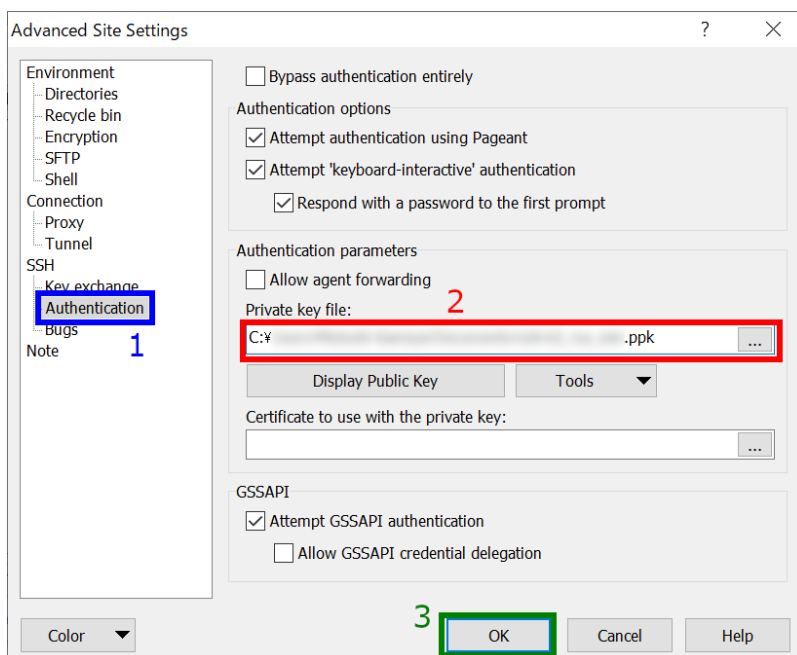 Advanced Site Settings
Environment
Directories
Recycle bin
Encryption
SFTP
Shell
Connection
Proxy
Tunnel
SSH
Key exchange
Authentication
Bugs
Note
1
Bypass authentication entirely
Authentication options
Attempt authentication using Pageant
Attempt 'keyboard-interactive' authentication
Respond with a password to the first prompt
Authentication parameters
Allow agent forwarding
2
Private key file:
C:¥ .ppk ...
Display Public Key Tools
Certificate to use with the private key:
...
GSSAPI
Attempt GSSAPI authentication
Allow GSSAPI credential delegation
3
Color OK Cancel Help